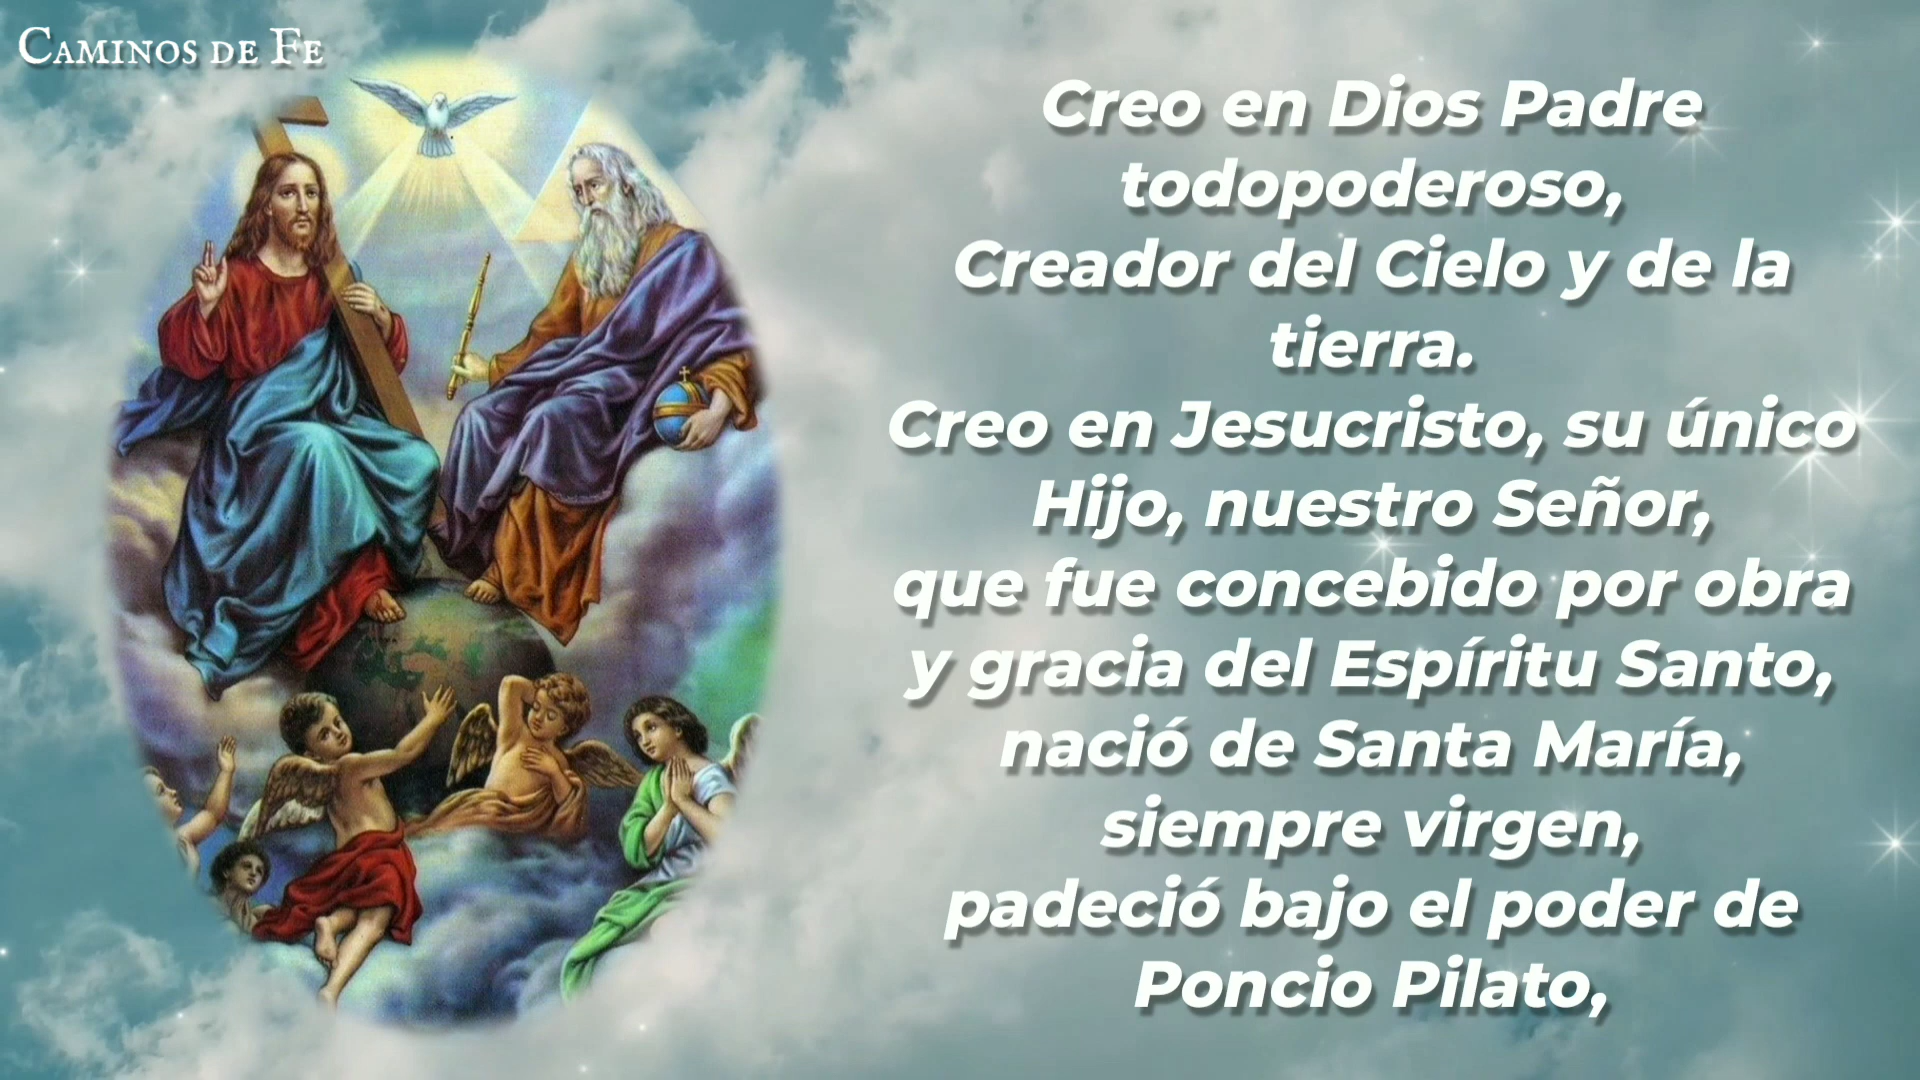 Caminos de Fe
Creo en Dios Padre
todopoderoso,
Creador del Cielo y de la
tierra.
Creo en Jesucristo, su único
Hijo, nuestro Señor,
que fue concebido por obra
y gracia del Espíritu Santo,
nació de Santa María,
siempre virgen,
padeció bajo el poder de
Poncio Pilato,